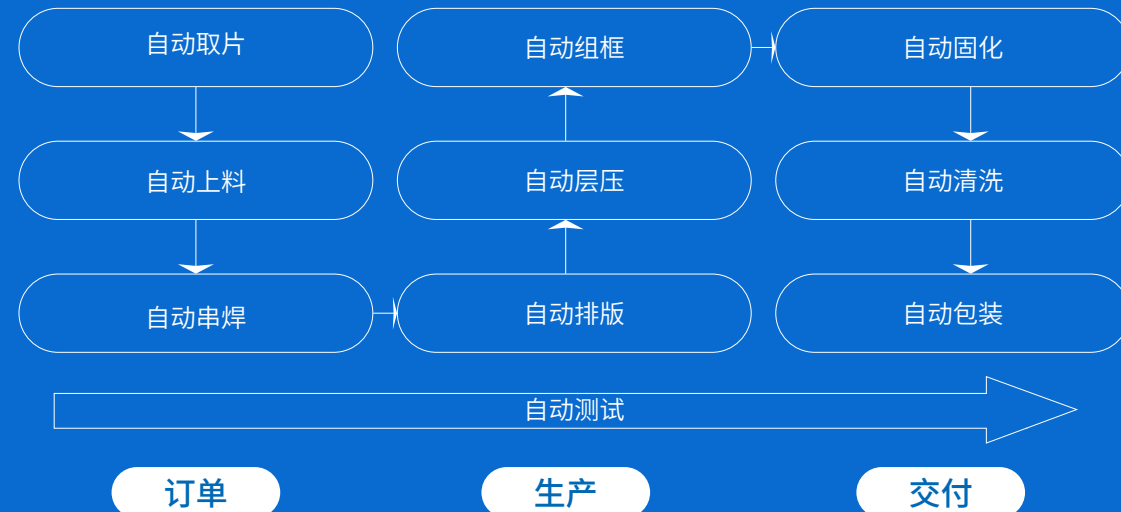 自动取片
自动组框
自动固化
自动上料
自动层压
自动清洗
自动串焊
自动排版
自动包装
自动测试
订单
生产
交付